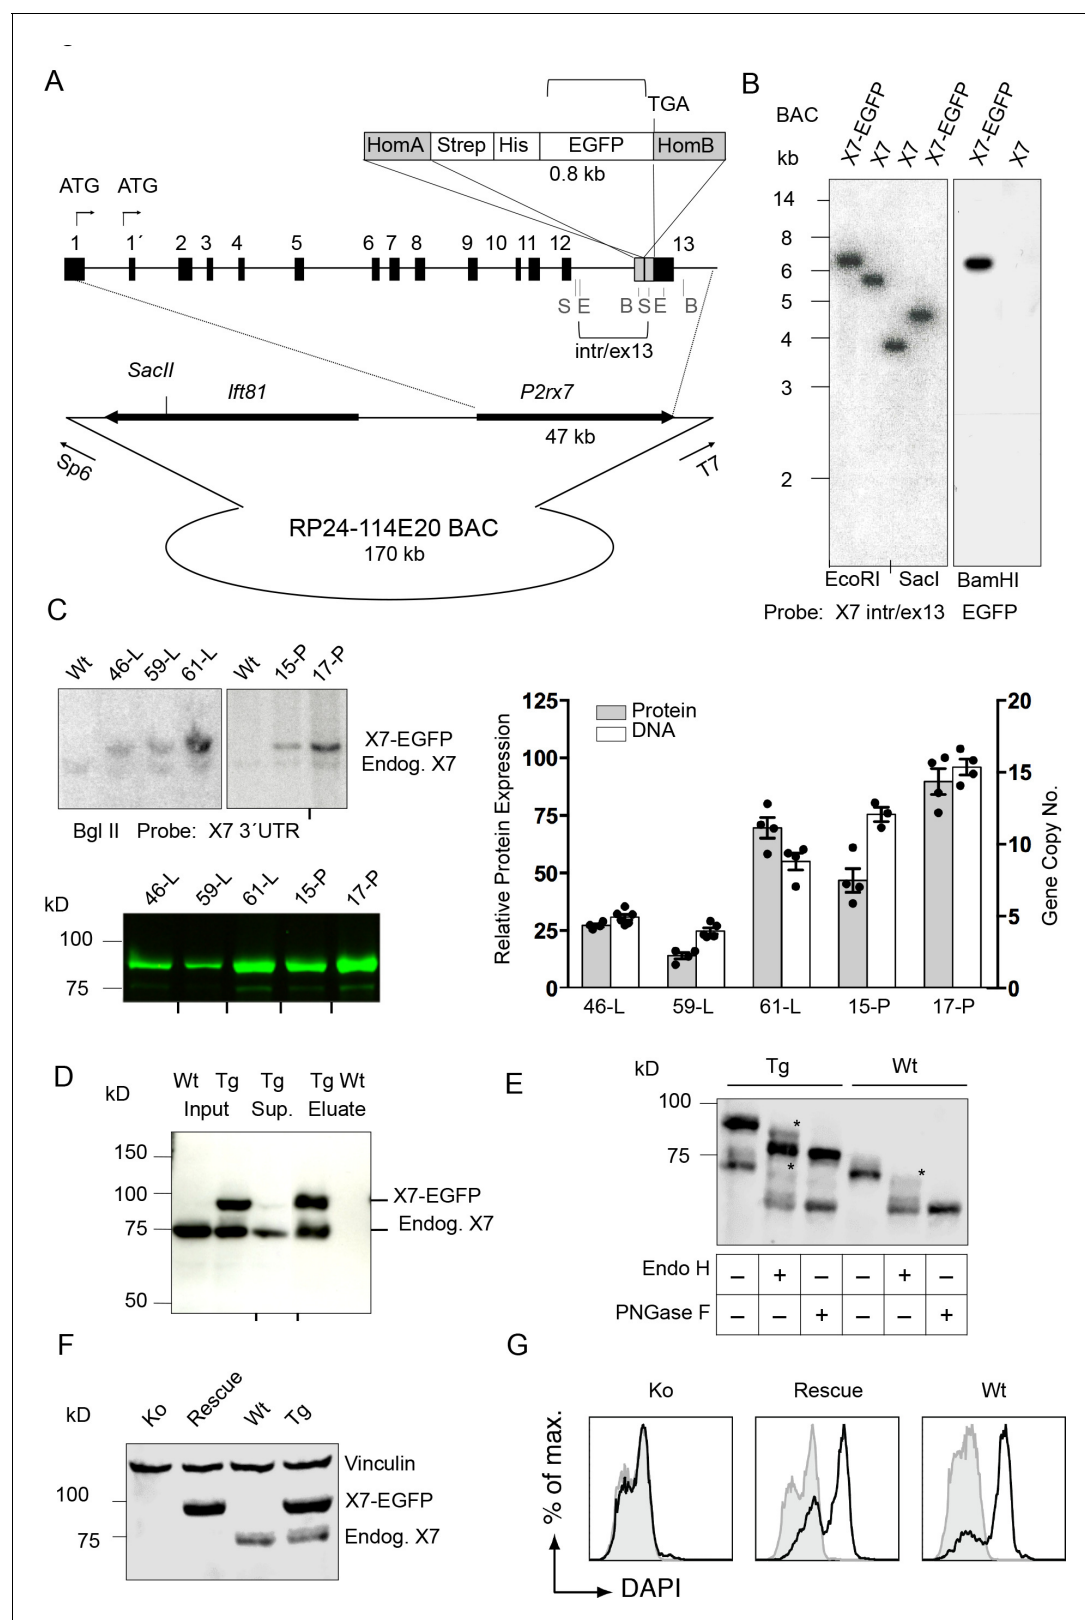 A
TGA
HomA Strep His EGFP HomB
0.8 kb
ATG ATG
1 1´ 2 3 4 5 6 7 8 9 10 11 12 13
S E B S E B
intr/ex13
SacII
Ift81 P2rx7
47 kb
Sp6 T7
RP24-114E20 BAC
170 kb
B
BAC X7-EGFP X7 X7 X7-EGFP X7-EGFP X7
kb
14
8
6
5
4
3
2
EcoRI SacI BamHI
Probe: X7 intr/ex13 EGFP
C
Wt 46-L 59-L 61-L Wt 15-P 17-P
X7-EGFP
Endog. X7
Bgl II Probe: X7 3´UTR
kD 46-L 59-L 61-L 15-P 17-P
100
75
Relative Protein Expression
125
100
75
50
25
0
Protein
DNA
20
15
10
5
0
Gene Copy No.
46-L 59-L 61-L 15-P 17-P
D
kD Wt Tg Tg Tg Wt
Input Sup. Eluate
150
100
75
50
X7-EGFP
Endog. X7
E
kD Tg Wt
100
75
* * *
Endo H – + – – + –
PNGase F – – + – – +
F
kD Ko Rescue Wt Tg
100
75
Vinculin
X7-EGFP
Endog. X7
G
Ko Rescue Wt
% of max.
DAPI